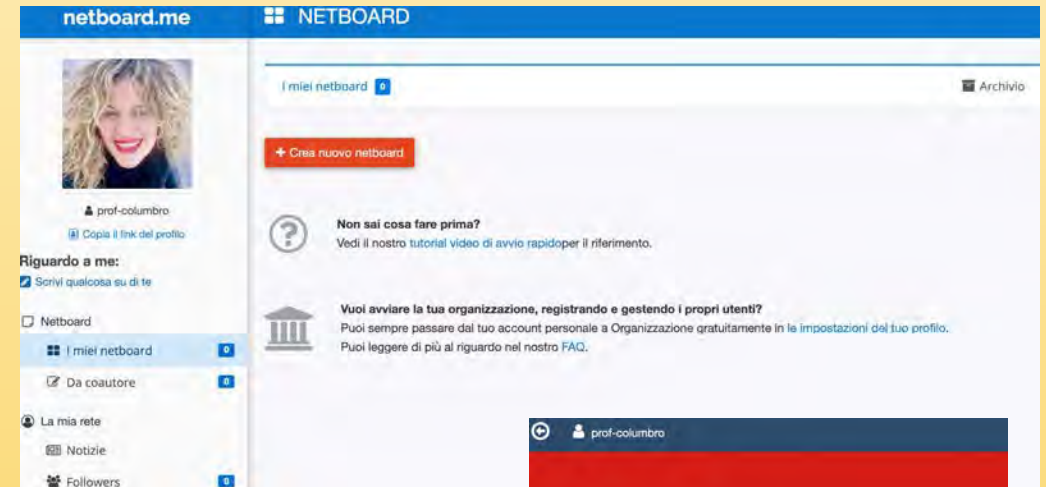 netboard.me
NETBOARD
I miei netboard 0
Archivio
+ Crea nuovo netboard
prof-columbro
Copia il link del profilo
Riguardo a me:
Scrivi qualcosa su di te
Non sai cosa fare prima?
Vedi il nostro tutorial video di avvio rapidoper il riferimento.
Vuoi avviare la tua organizzazione, registrando e gestendo i propri utenti?
Puoi sempre passare dal tuo account personale a Organizzazione gratuitamente in le impostazioni del tuo profilo.
Puoi leggere di più al riguardo nel nostro FAQ.
Netboard
I miei netboard 0
Da coautore 0
La mia rete
Notizie
Followers 0
prof-columbro